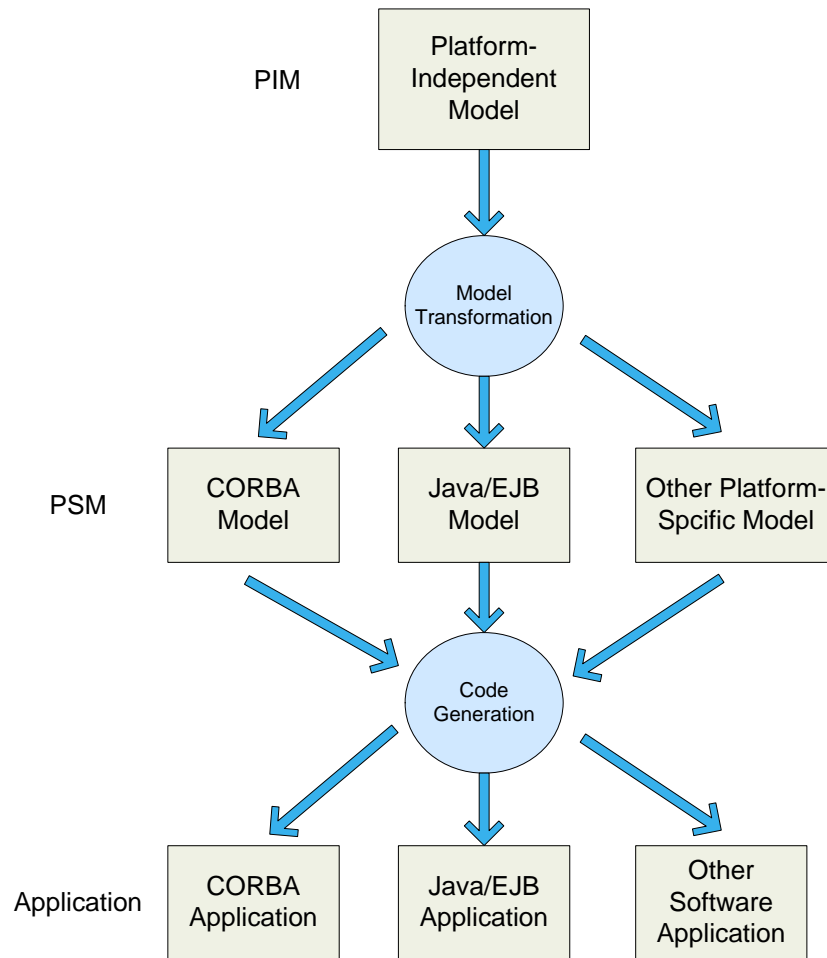 PIM
Platform-
Independent
Model
Model
Transformation
PSM
CORBA
Model
Java/EJB
Model
Other Platform-
Spcific Model
Code
Generation
Application
CORBA
Application
Java/EJB
Application
Other
Software
Application